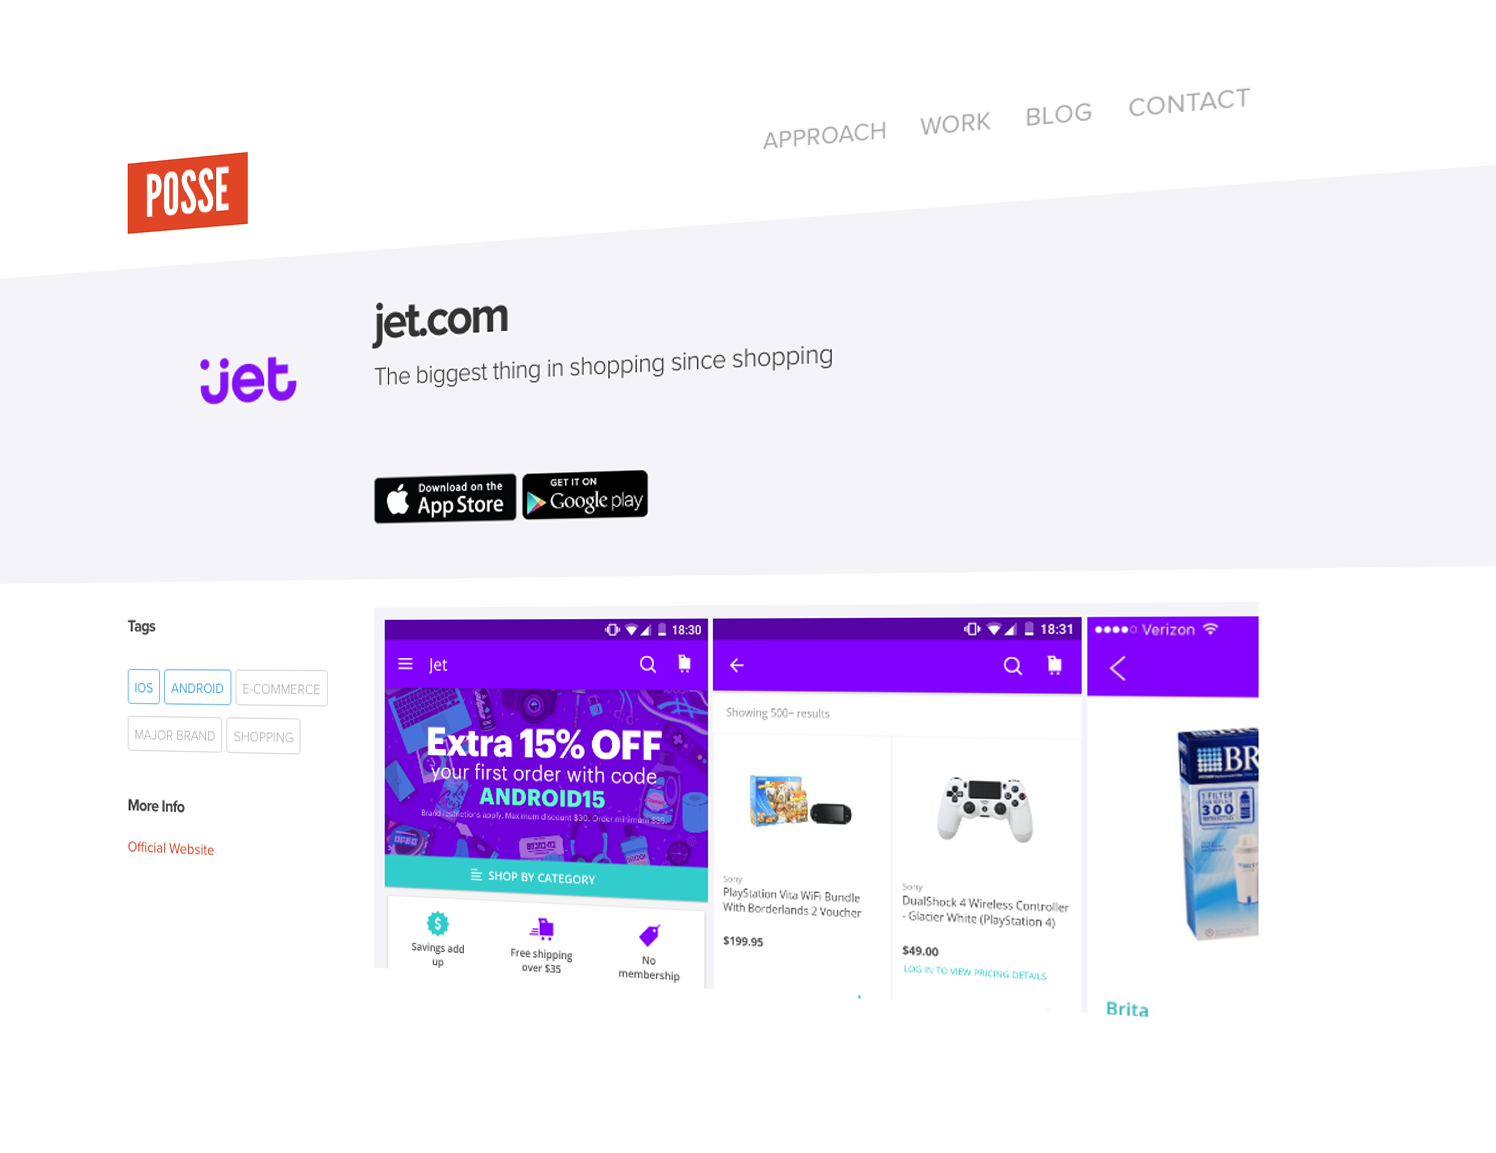 APPROACH WORK BLOG CONTACT
POSSE
jet.com
The biggest thing in shopping since shopping
jet
Download on the
App Store
GET IT ON
Google play
Tags
IOS ANDROID E-COMMERCE
MAJOR BRAND SHOPPING
More Info
Official Website
18:30
Jet
Extra 15% OFF
your first order with code
ANDROID15
Brand restrictions apply. Maximum discount $30. Order minimum $35.
SHOP BY CATEGORY
Savings add
up
Free shipping
over $35
No
membership
18:31
Showing 500+ results
Sony
PlayStation Vita WiFi Bundle
With Borderlands 2 Voucher
$199.95
Sony
DualShock 4 Wireless Controller
- Glacier White (PlayStation 4)
$49.00
LOG IN TO VIEW PRICING DETAILS
Verizon
BR
1 FILTER
300
Brita